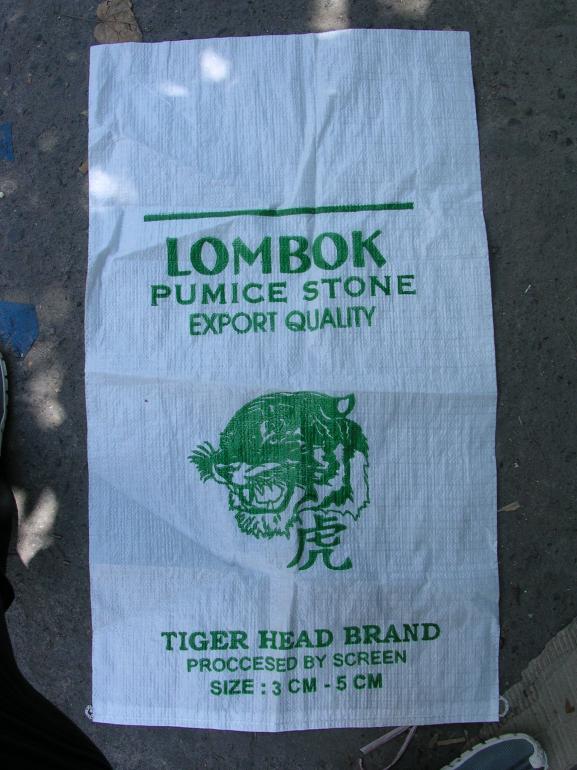 LOMBOK
PUMICE STONE
EXPORT QUALITY
虎
TIGER HEAD BRAND
PROCCESED BY SCREEN
SIZE : 3 CM - 5 CM